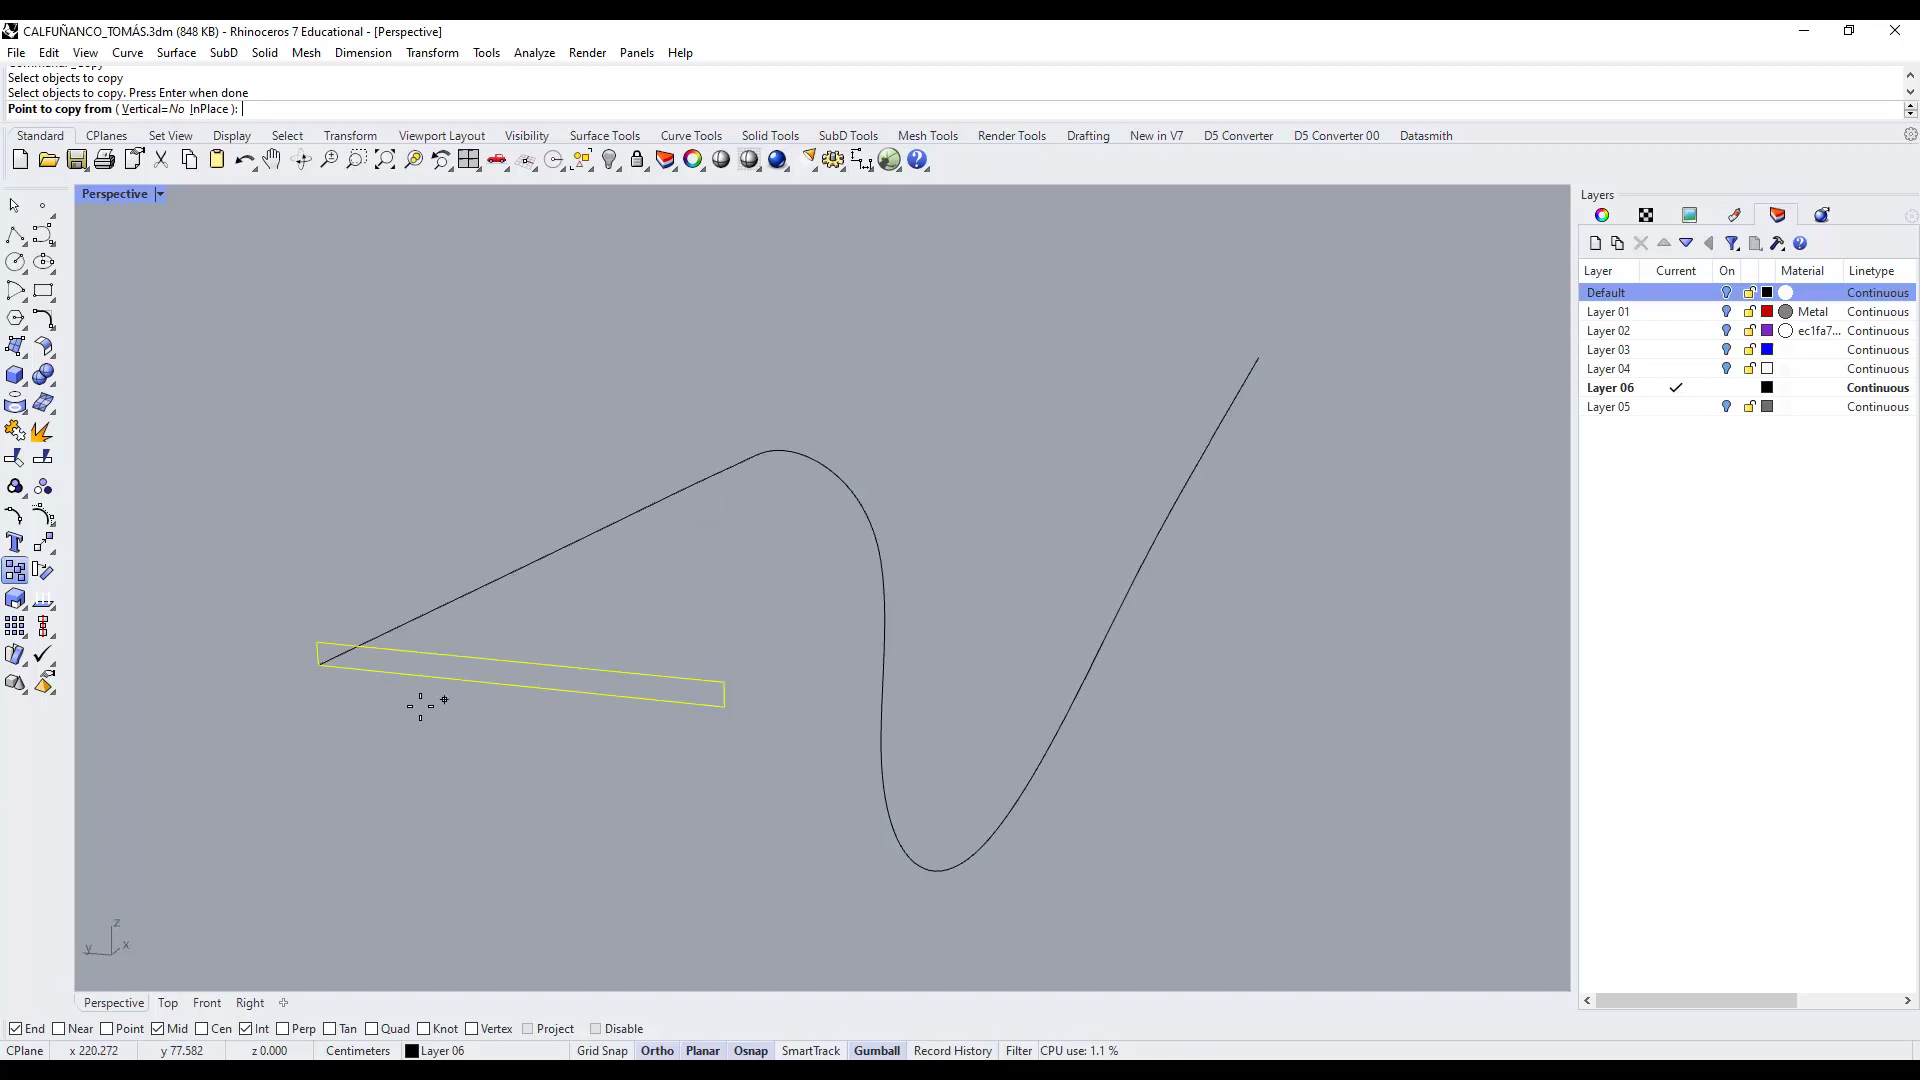 CALFUÑANCO_TOMÁS.3dm (848 KB) - Rhinoceros 7 Educational - [Perspective]
File Edit View Curve Surface SubD Solid Mesh Dimension Transform Tools Analyze Render Panels Help
Select objects to copy
Select objects to copy. Press Enter when done
Point to copy from ( Vertical=No InPlace ):
Standard CPlanes Set View Display Select Transform Viewport Layout Visibility Surface Tools Curve Tools Solid Tools SubD Tools Mesh Tools Render Tools Drafting New in V7 D5 Converter D5 Converter 00 Datasmith
Perspective
Layers
Layer Current On Material Linetype
Default Continuous
Layer 01 Metal Continuous
Layer 02 ec1fa7... Continuous
Layer 03 Continuous
Layer 04 Continuous
Layer 06 Continuous
Layer 05 Continuous
z
y x
Perspective Top Front Right
End Near Point Mid Cen Int Perp Tan Quad Knot Vertex Project Disable
CPlane x 220.272 y 77.582 z 0.000 Centimeters Layer 06 Grid Snap Ortho Planar Osnap SmartTrack Gumball Record History Filter CPU use: 1.1 %